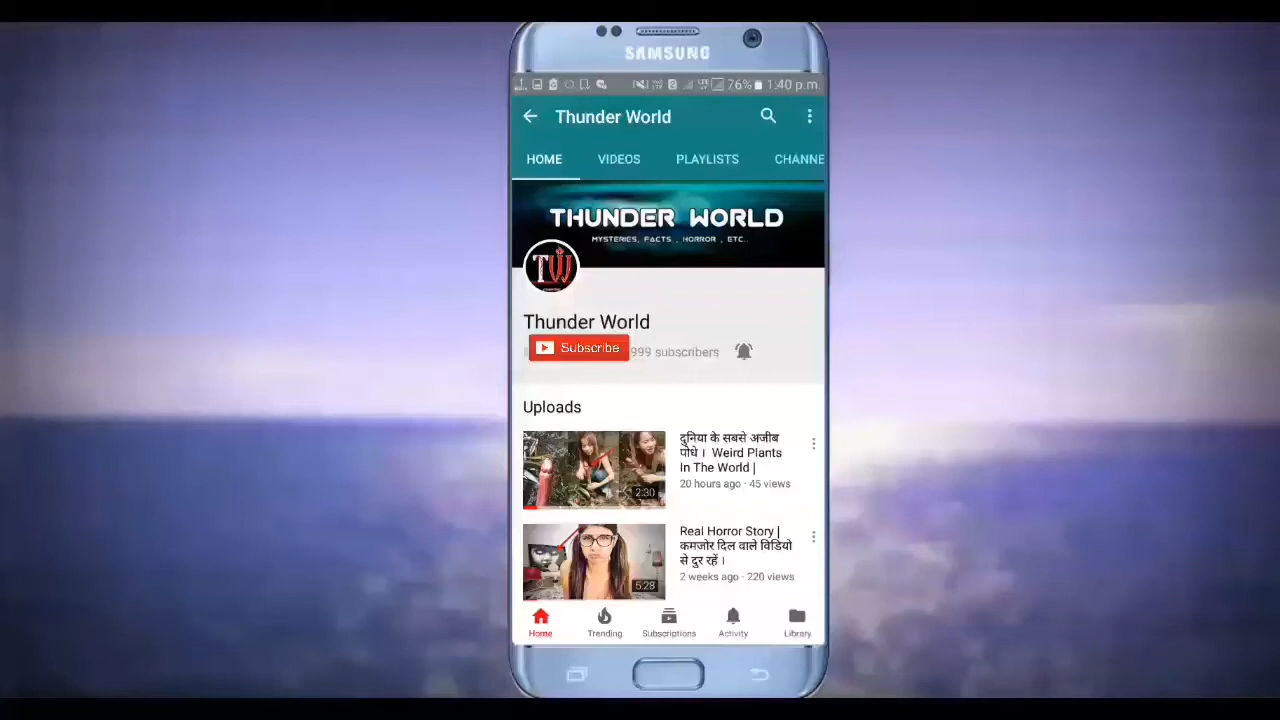 SAMSUNG
76% 1:40 p.m.
Thunder World
HOME VIDEOS PLAYLISTS CHANNE
THUNDER WORLD
MYSTERIES, FACTS , HORROR , ETC..
TW
Thunder World
Subscribe 999 subscribers
Uploads
दुनिया के सबसे अजीब
पोधे । Weird Plants
In The World |
20 hours ago · 45 views
2:30
Real Horror Story |
कमजोर दिल वाले विडियो
से दुर रहें ।
2 weeks ago · 220 views
5:28
Home Trending Subscriptions Activity Library